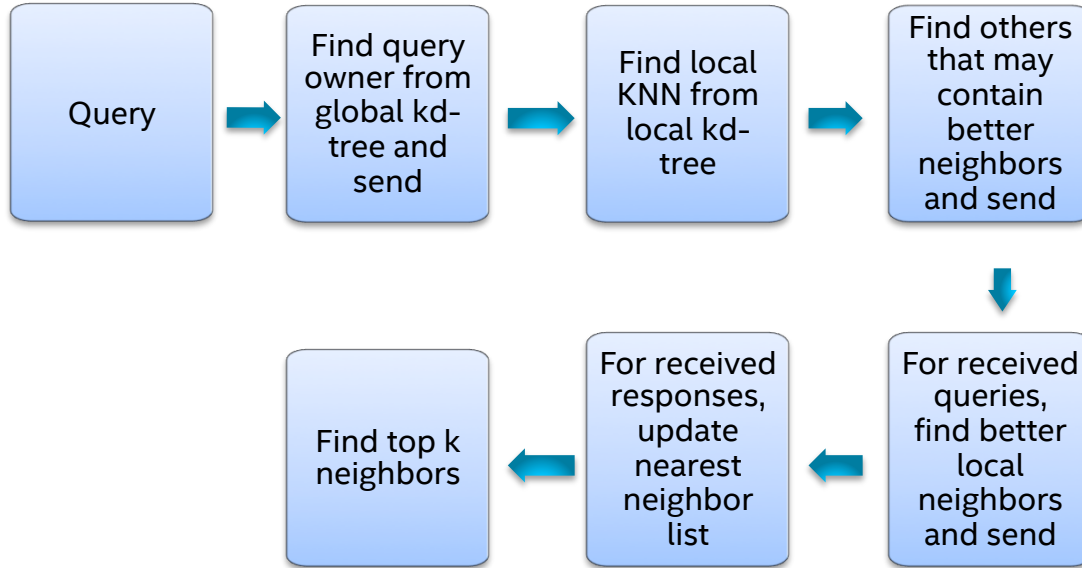 Query
Find query
owner from
global kd-
tree and
send
Find local
KNN from
local kd-
tree
Find others
that may
contain
better
neighbors
and send
For received
queries,
find better
local
neighbors
and send
For received
responses,
update
nearest
neighbor
list
Find top k
neighbors